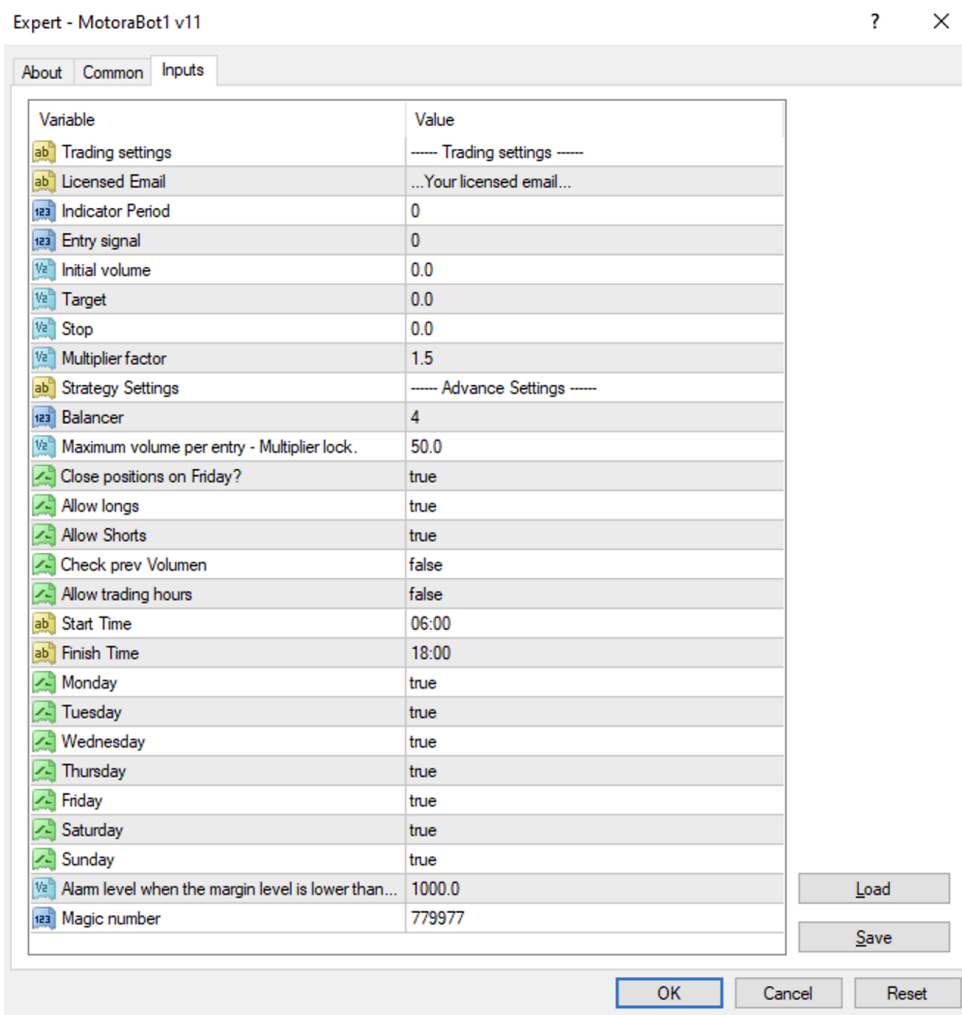 Expert - MotoraBot1 v11 ?
About Common Inputs
Variable Value
Trading settings ------ Trading settings ------
Licensed Email ...Your licensed email...
Indicator Period 0
Entry signal 0
Initial volume 0.0
Target 0.0
Stop 0.0
Multiplier factor 1.5
Strategy Settings ------ Advance Settings ------
Balancer 4
Maximum volume per entry - Multiplier lock. 50.0
Close positions on Friday? true
Allow longs true
Allow Shorts true
Check prev Volumen false
Allow trading hours false
Start Time 06:00
Finish Time 18:00
Monday true
Tuesday true
Wednesday true
Thursday true
Friday true
Saturday true
Sunday true
Alarm level when the margin level is lower than... 1000.0
Magic number 779977
Load
Save
OK Cancel Reset